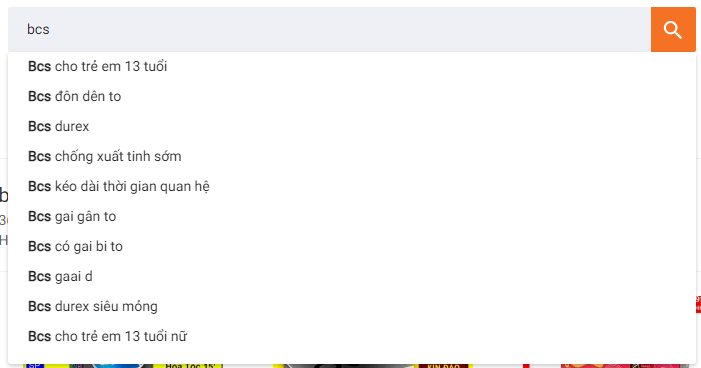 bcs
Bcs cho trẻ em 13 tuổi
Bcs đôn dên to
Bcs durex
Bcs chống xuất tinh sớm
Bcs kéo dài thời gian quan hệ
Bcs gai gân to
Bcs có gai bi to
Bcs gaai d
Bcs durex siêu mỏng
Bcs cho trẻ em 13 tuổi nữ